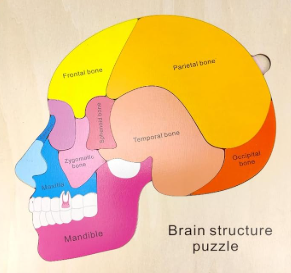 Frontal bone
Parietal bone
Sphenoid bone
Temporal bone
Zygomatic
bone
Occipital
bone
Maxilla
Mandible
Brain structure
puzzle